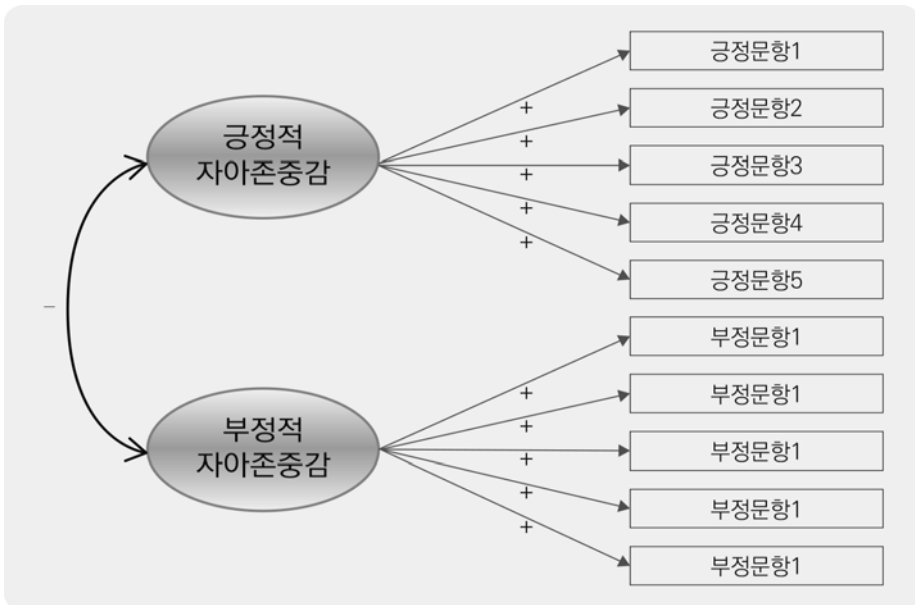 긍정적
자아존중감
긍정문항1
+
긍정문항2
+
긍정문항3
+
긍정문항4
+
긍정문항5
+
–
부정적
자아존중감
부정문항1
+
부정문항1
+
부정문항1
+
부정문항1
+
부정문항1
+